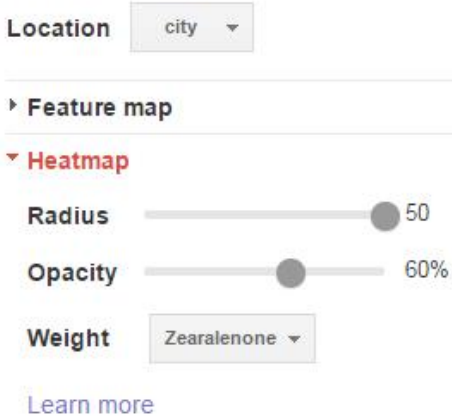 Location city
Feature map
Heatmap
Radius 50
Opacity 60%
Weight Zearalenone
Learn more